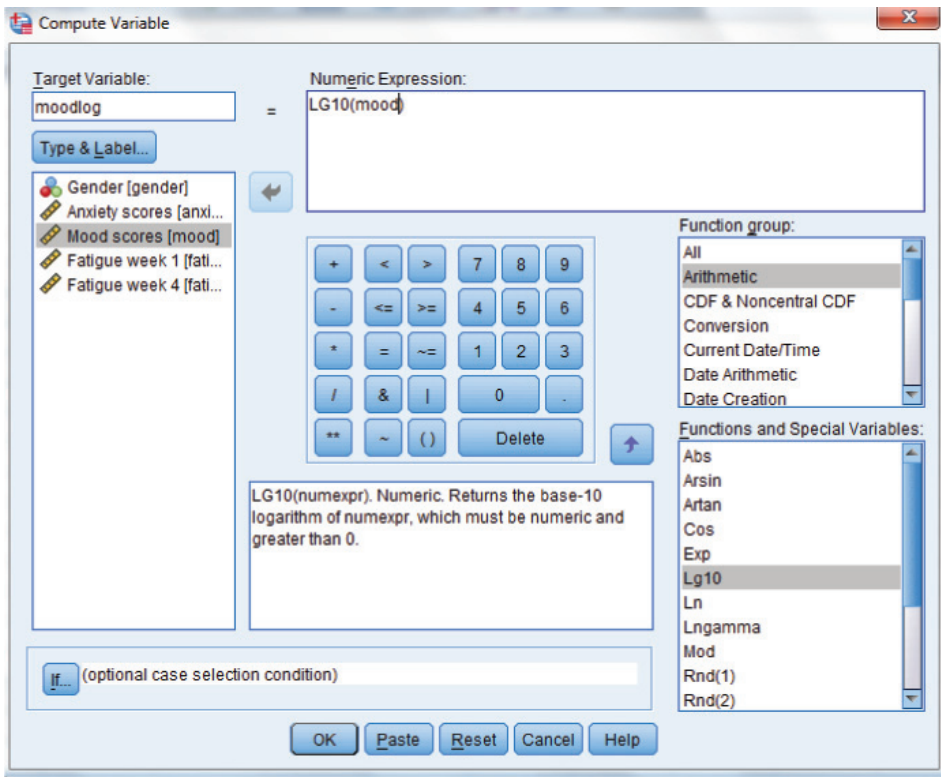 Compute Variable
Target Variable:
moodlog
=
Numeric Expression:
LG10(mood)
Type & Label...
Gender [gender]
Anxiety scores [anxi...
Mood scores [mood]
Fatigue week 1 [fati...
Fatigue week 4 [fati...
+ < > 7 8 9
- <= >= 4 5 6
* = ~= 1 2 3
/ & | 0 .
** ~ ( ) Delete
Function group:
All
Arithmetic
CDF & Noncentral CDF
Conversion
Current Date/Time
Date Arithmetic
Date Creation
LG10(numexpr). Numeric. Returns the base-10
logarithm of numexpr, which must be numeric and
greater than 0.
Functions and Special Variables:
Abs
Arsin
Artan
Cos
Exp
Lg10
Ln
Lngamma
Mod
Rnd(1)
Rnd(2)
If... (optional case selection condition)
OK Paste Reset Cancel Help